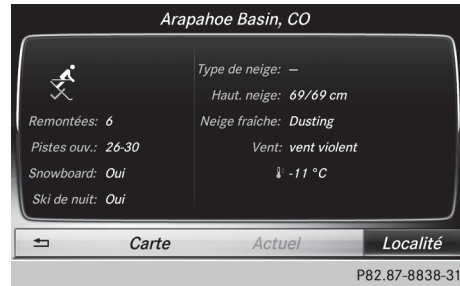 Arapahoe Basin, CO
Remontées: 6
Pistes ouv.: 26-30
Snowboard: Oui
Ski de nuit: Oui
Type de neige: –
Haut. neige: 69/69 cm
Neige fraîche: Dusting
Vent: vent violent
-11 °C
Carte Actuel Localité
P82.87-8838-31